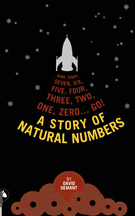 NINE, EIGHT,
SEVEN, SIX,
FIVE, FOUR,
THREE, TWO,
ONE, ZERO... GO!
A STORY OF
NATURAL NUMBERS
BY
DAVID
DEMANT